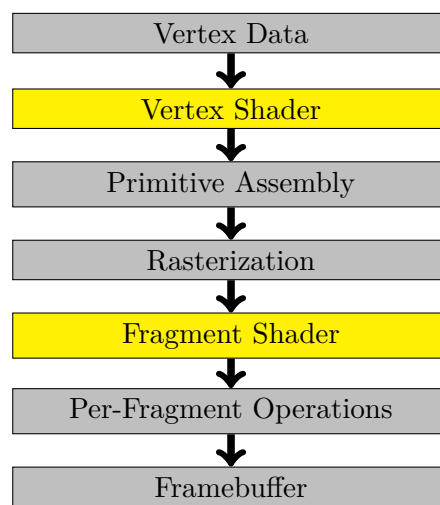 Vertex Data
Vertex Shader
Primitive Assembly
Rasterization
Fragment Shader
Per-Fragment Operations
Framebuffer